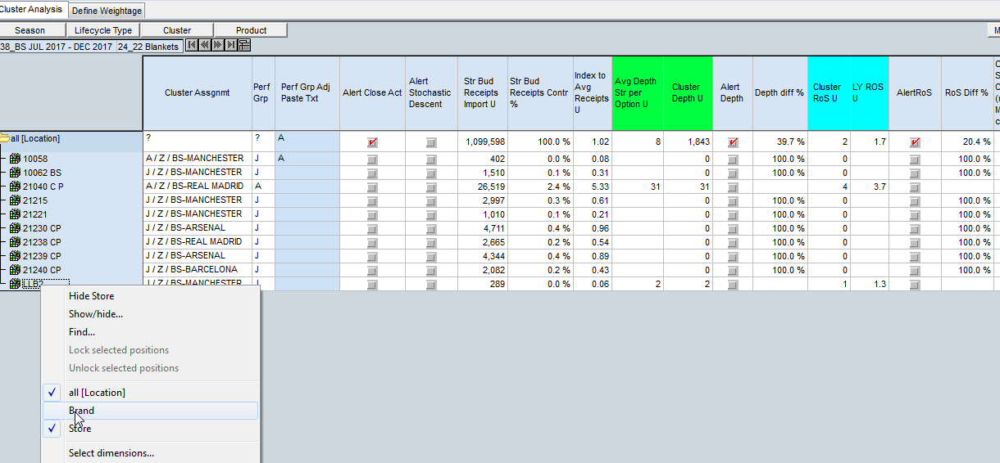 Cluster Analysis Define Weightage
Season Lifecycle Type Cluster Product
38_BS JUL 2017 - DEC 2017 24_22 Blankets
Cluster Assgnmt
Perf
Grp
Perf Grp Adj
Paste Txt
Alert Close Act
Alert
Stochastic
Descent
Str Bud
Receipts
Import U
Str Bud
Receipts Contr
%
Index to
Avg
Receipts
U
Avg Depth
Str per
Option U
Cluster
Depth U
Alert
Depth
Depth diff %
Cluster
RoS U
LY ROS
U
AlertRoS
RoS Diff %
all [Location] ? ? A 1,099,598 100.0 % 1.02 8 1,843 39.7 % 2 1.7 20.4 %
10058 A / Z / BS-MANCHESTER J A 402 0.0 % 0.08 0 100.0 % 0 100.0 %
10062 BS J / Z / BS-MANCHESTER J 1,510 0.1 % 0.31 0 100.0 % 0 100.0 %
21040 C P A / Z / BS-REAL MADRID A 26,519 2.4 % 5.33 31 31 4 3.7
21215 J / Z / BS-MANCHESTER J 2,997 0.3 % 0.61 0 100.0 % 0 100.0 %
21221 J / Z / BS-MANCHESTER J 1,010 0.1 % 0.21 0 100.0 % 0 100.0 %
21230 CP J / Z / BS-ARSENAL J 4,711 0.4 % 0.96 0 100.0 % 0 100.0 %
21238 CP J / Z / BS-REAL MADRID J 2,665 0.2 % 0.54 0 100.0 % 0 100.0 %
21239 CP J / Z / BS-ARSENAL J 4,344 0.4 % 0.89 0 100.0 % 0 100.0 %
21240 CP J / Z / BS-BARCELONA J 2,082 0.2 % 0.43 0 100.0 % 0 100.0 %
J / Z / BS-MANCHESTER J 289 0.0 % 0.06 2 2 1 1.3
Hide Store
Show/hide...
Find...
Lock selected positions
Unlock selected positions
all [Location]
Brand
Store
Select dimensions...